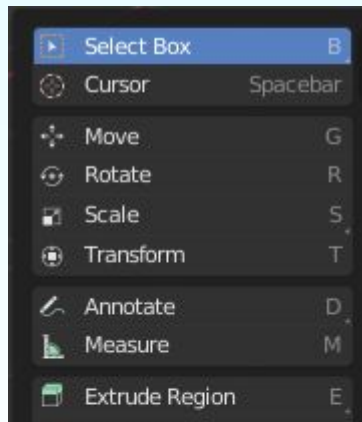 Select Box B
Cursor Spacebar
Move G
Rotate R
Scale S
Transform T
Annotate D
Measure M
Extrude Region E